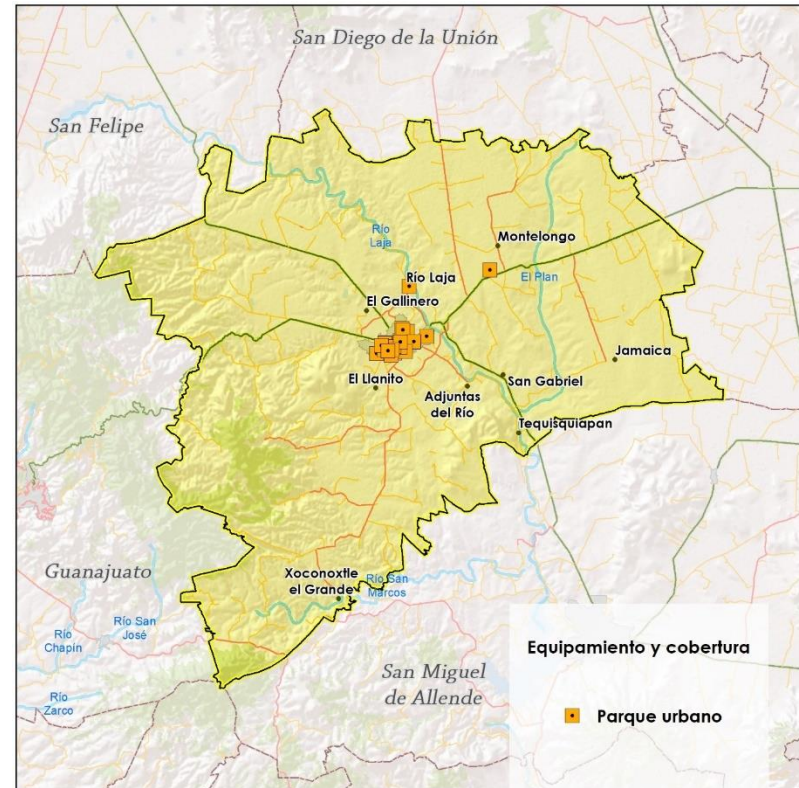 San Diego de la Unión
San Felipe
Río
Laja
Montelongo
Río Laja
El Plan
El Gallinero
El Llanito
Jamaica
San Gabriel
Adjuntas
del Río
Tequisquiapan
Guanajuato
Xoconoxtle
el Grande
Río San
Marcos
Río San
José
Río
Chapín
Río
Zarco
San Miguel
de Allende
Equipamiento y cobertura
Parque urbano